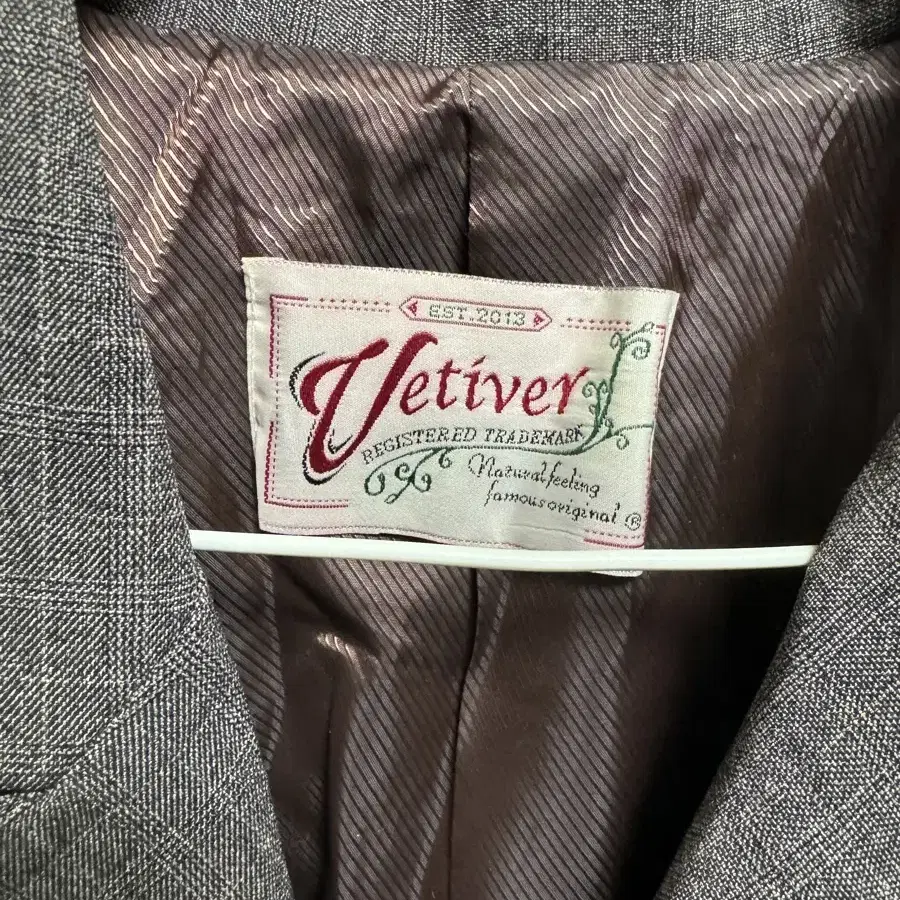 EST.2013
Vetiver
REGISTERED TRADEMARK
Natural feeling
famous original ®